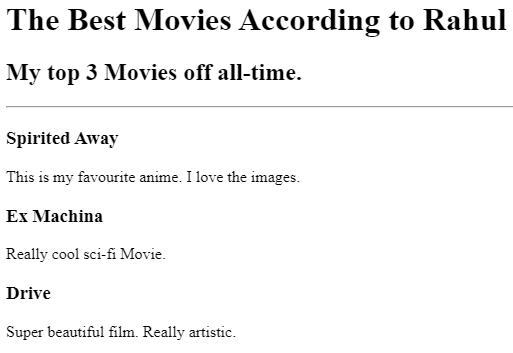 The Best Movies According to Rahul
My top 3 Movies off all-time.
Spirited Away
This is my favourite anime. I love the images.
Ex Machina
Really cool sci-fi Movie.
Drive
Super beautiful film. Really artistic.